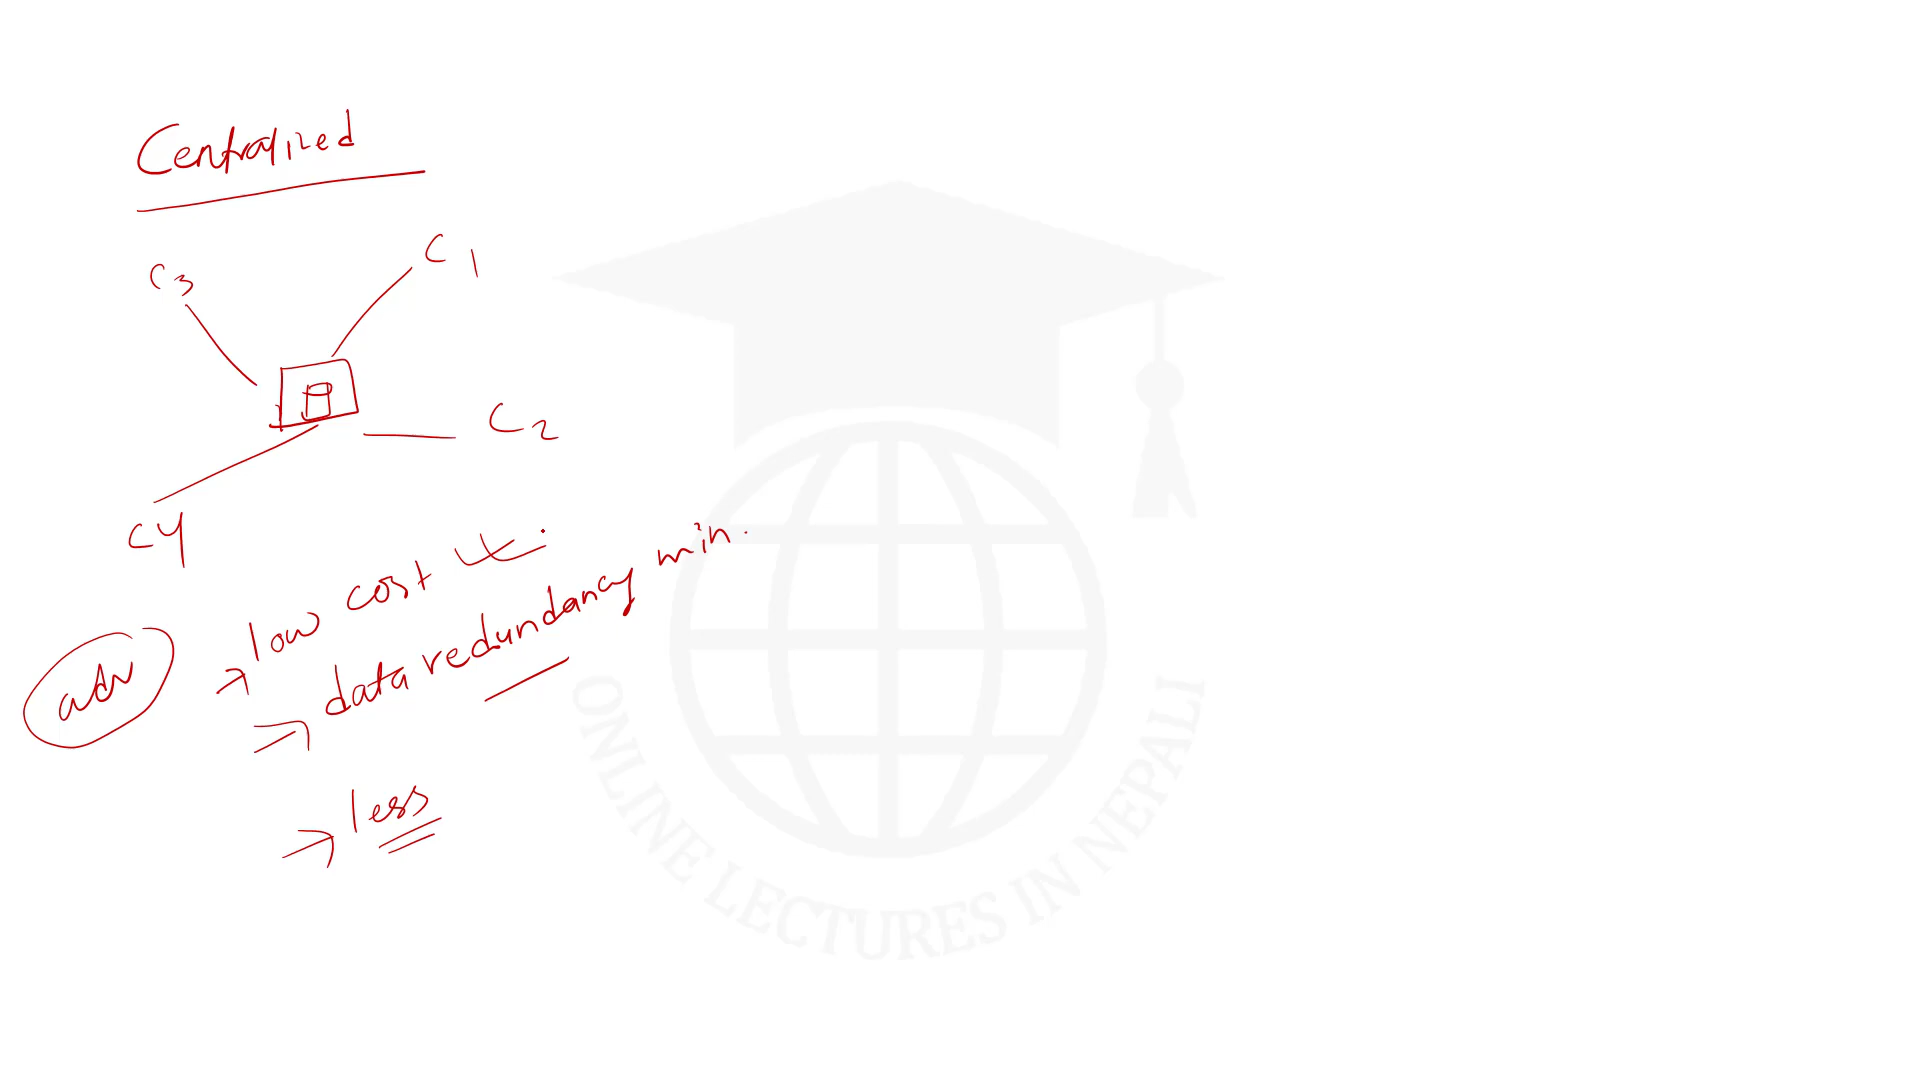 Centralized
C3
C1
C2
C4
adv
→ low cost
→ data redundancy min.
→ less
ONLINE LECTURES IN NEPALI